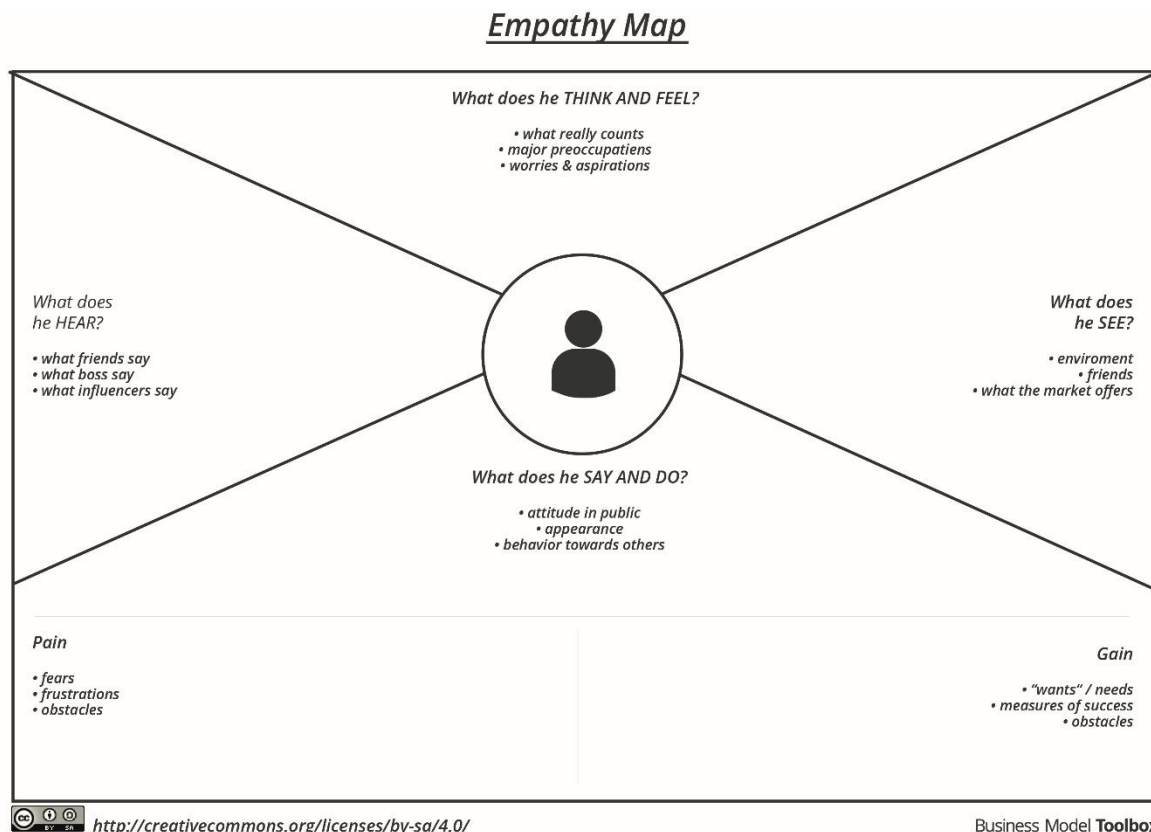 Empathy Map
What does he THINK AND FEEL?
• what really counts
• major preoccupatiens
• worries & aspirations
What does
he HEAR?
• what friends say
• what boss say
• what influencers say
What does
he SEE?
• enviroment
• friends
• what the market offers
What does he SAY AND DO?
• attitude in public
• appearance
• behavior towards others
Pain
• fears
• frustrations
• obstacles
Gain
• “wants“ / needs
• measures of success
• obstacles
cc BY SA
http://creativecommons.org/licenses/by-sa/4.0/
Business Model Toolbox